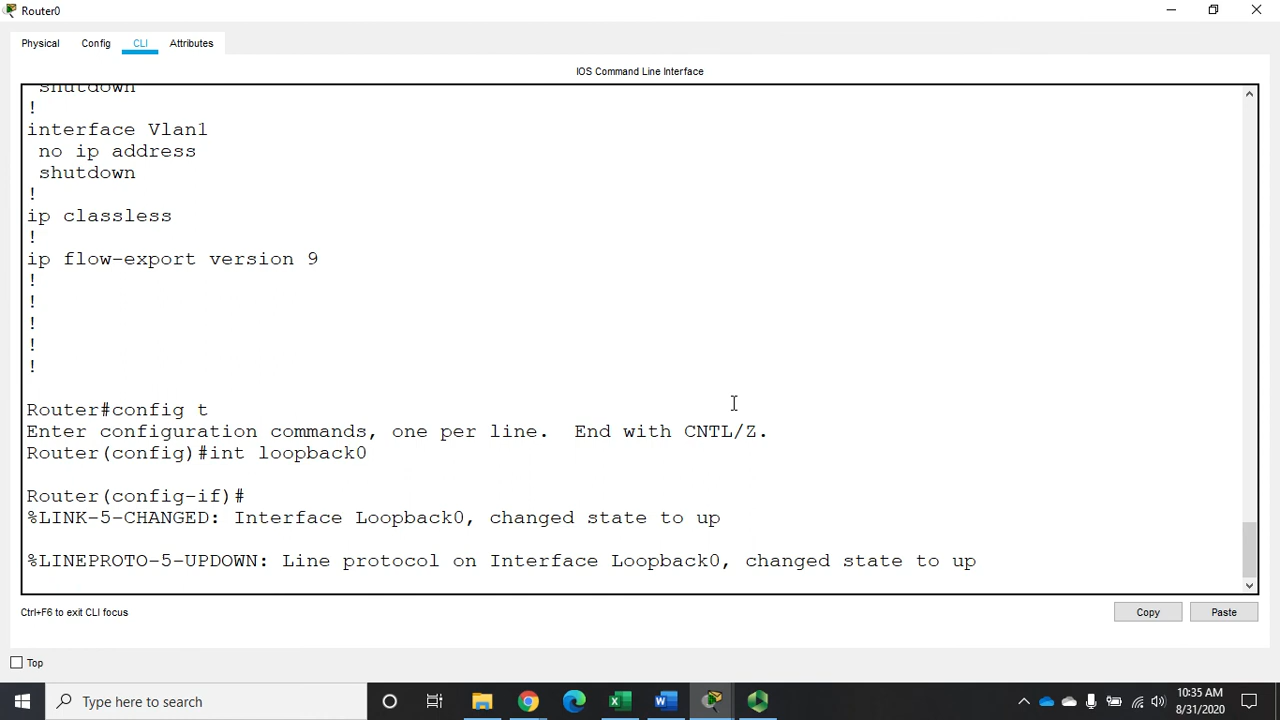 Router0
Physical Config CLI Attributes
IOS Command Line Interface
shutdown
!
interface Vlan1
no ip address
shutdown
!
ip classless
!
ip flow-export version 9
!
!
!
!
!
Router#config t
Enter configuration commands, one per line. End with CNTL/Z.
Router(config)#int loopback0
Router(config-if)#
%LINK-5-CHANGED: Interface Loopback0, changed state to up
%LINEPROTO-5-UPDOWN: Line protocol on Interface Loopback0, changed state to up
Ctrl+F6 to exit CLI focus
Copy Paste
Top
Type here to search
10:35 AM
8/31/2020